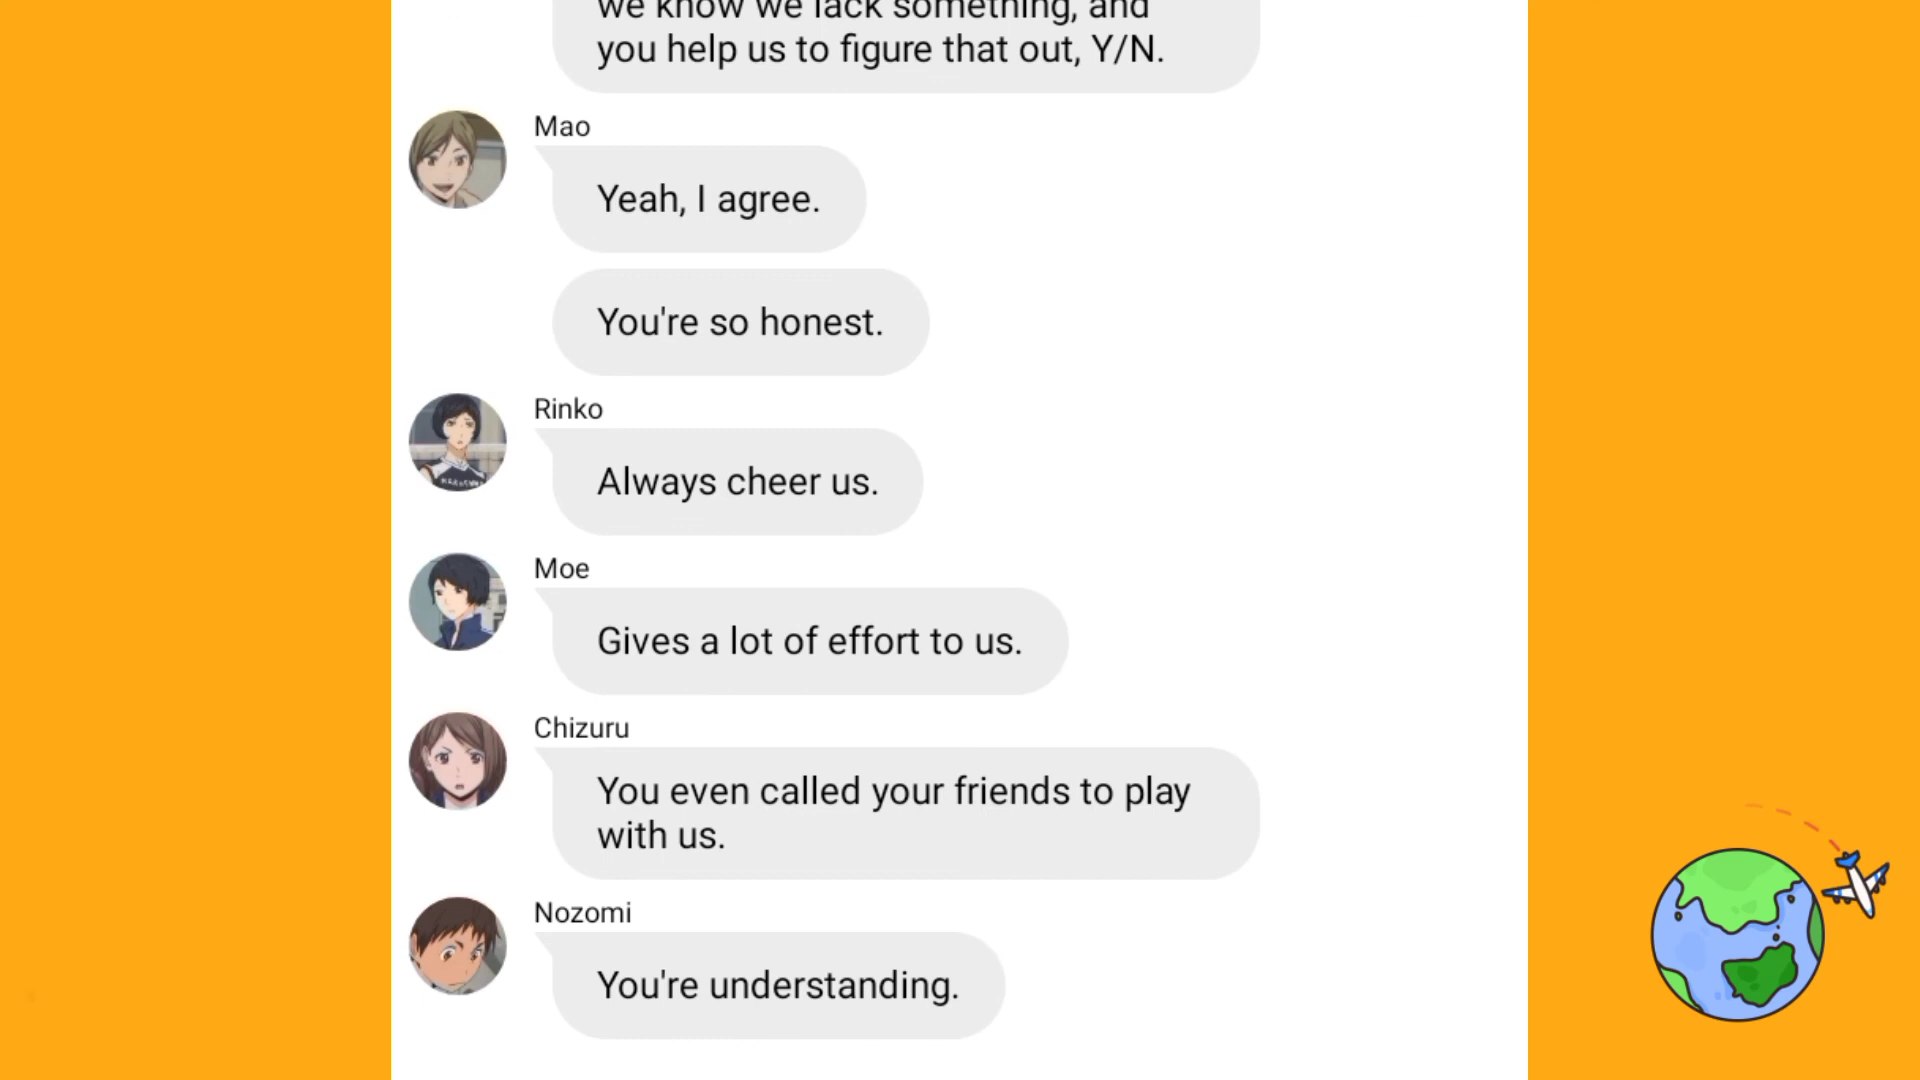 we know we lack something, and
you help us to figure that out, Y/N.
Mao
Yeah, I agree.
You're so honest.
Rinko
Always cheer us.
Moe
Gives a lot of effort to us.
Chizuru
You even called your friends to play
with us.
Nozomi
You're understanding.